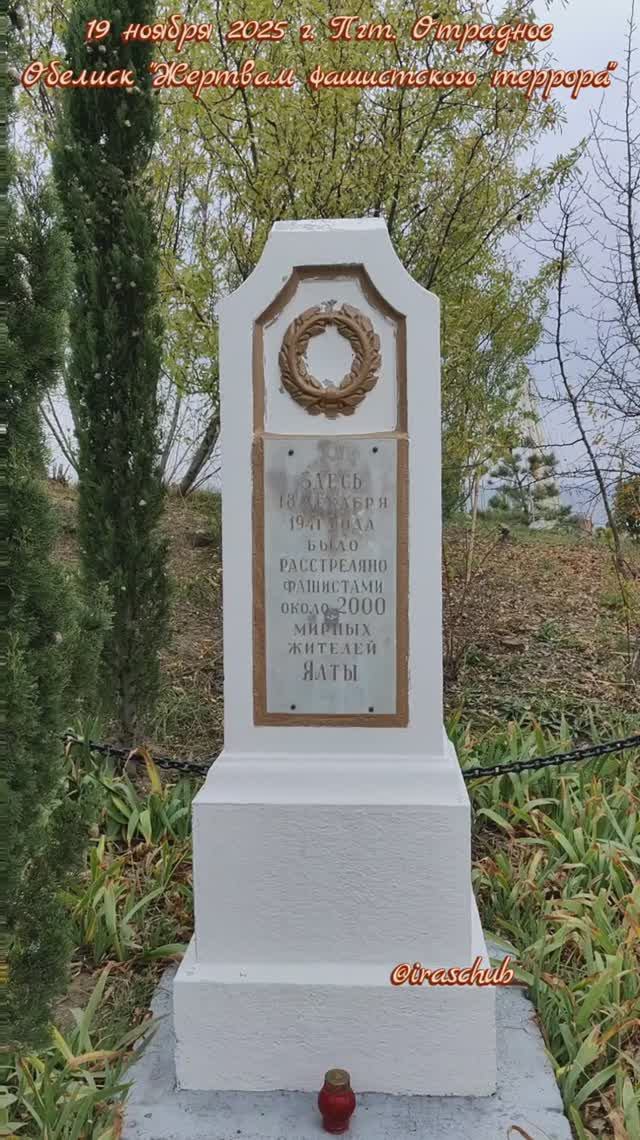 19 ноября 2025 г. Пгт. Отрадное
Обелиск "Жертвам фашистского террора"
ЗДЕСЬ
18 ДЕКАБРЯ
1941 ГОДА
БЫЛО
РАССТРЕЛЯНО
ФАШИСТАМИ
ОКОЛО 2000
МИРНЫХ
ЖИТЕЛЕЙ
ЯЛТЫ
@iraschub